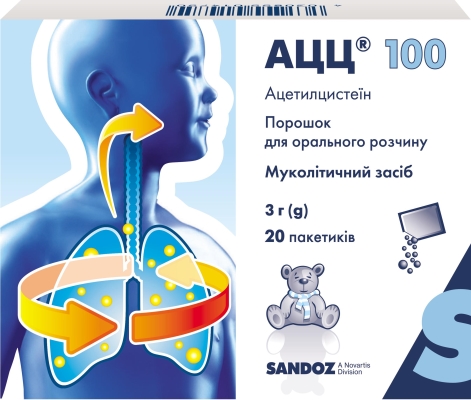 АЦЦ® 100
Ацетилцистеїн
Порошок
для орального розчину
Муколітичний засіб
3 г (g)
20 пакетиків
SANDOZ A Novartis
Division
S